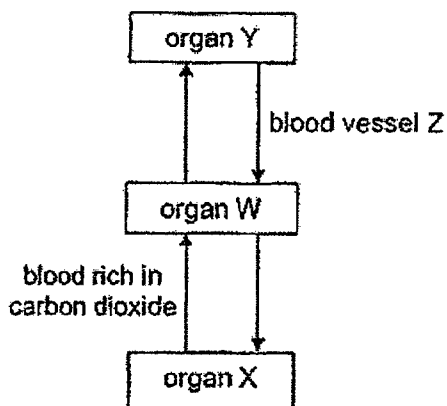 organ Y
blood vessel Z
organ W
blood rich in
carbon dioxide
organ X